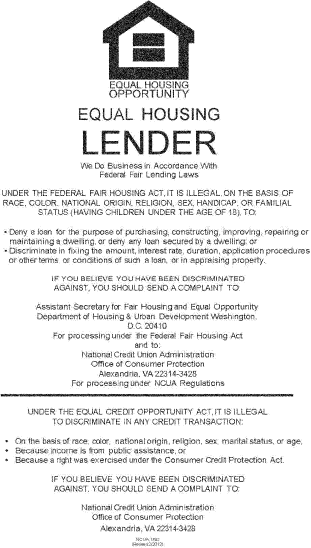 EQUAL HOUSING
OPPORTUNITY
EQUAL HOUSING
LENDER
We Do Business in Accordance With
Federal Fair Lending Laws
UNDER THE FEDERAL FAIR HOUSING ACT, IT IS ILLEGAL, ON THE BASIS OF
RACE, COLOR, NATIONAL ORIGIN, RELIGION, SEX, HANDICAP, OR FAMILIAL
STATUS (HAVING CHILDREN UNDER THE AGE OF 18), TO:
• Deny a loan for the purpose of purchasing, constructing, improving, repairing or
maintaining a dwelling, or deny any loan secured by a dwelling; or
• Discriminate in fixing the amount, interest rate, duration, application procedures
or other terms or conditions of such a loan, or in appraising property.
IF YOU BELIEVE YOU HAVE BEEN DISCRIMINATED
AGAINST, YOU SHOULD SEND A COMPLAINT TO:
Assistant Secretary for Fair Housing and Equal Opportunity
Department of Housing & Urban Development Washington,
D.C. 20410
For processing under the Federal Fair Housing Act
and to:
National Credit Union Administration
Office of Consumer Protection
Alexandria, VA 22314-3428
For processing under NCUA Regulations
UNDER THE EQUAL CREDIT OPPORTUNITY ACT, IT IS ILLEGAL
TO DISCRIMINATE IN ANY CREDIT TRANSACTION:
• On the basis of race, color, national origin, religion, sex, marital status, or age,
• Because income is from public assistance, or
• Because a right was exercised under the Consumer Credit Protection Act.
IF YOU BELIEVE YOU HAVE BEEN DISCRIMINATED
AGAINST, YOU SHOULD SEND A COMPLAINT TO:
National Credit Union Administration
Office of Consumer Protection
Alexandria, VA 22314-3428
NCUA